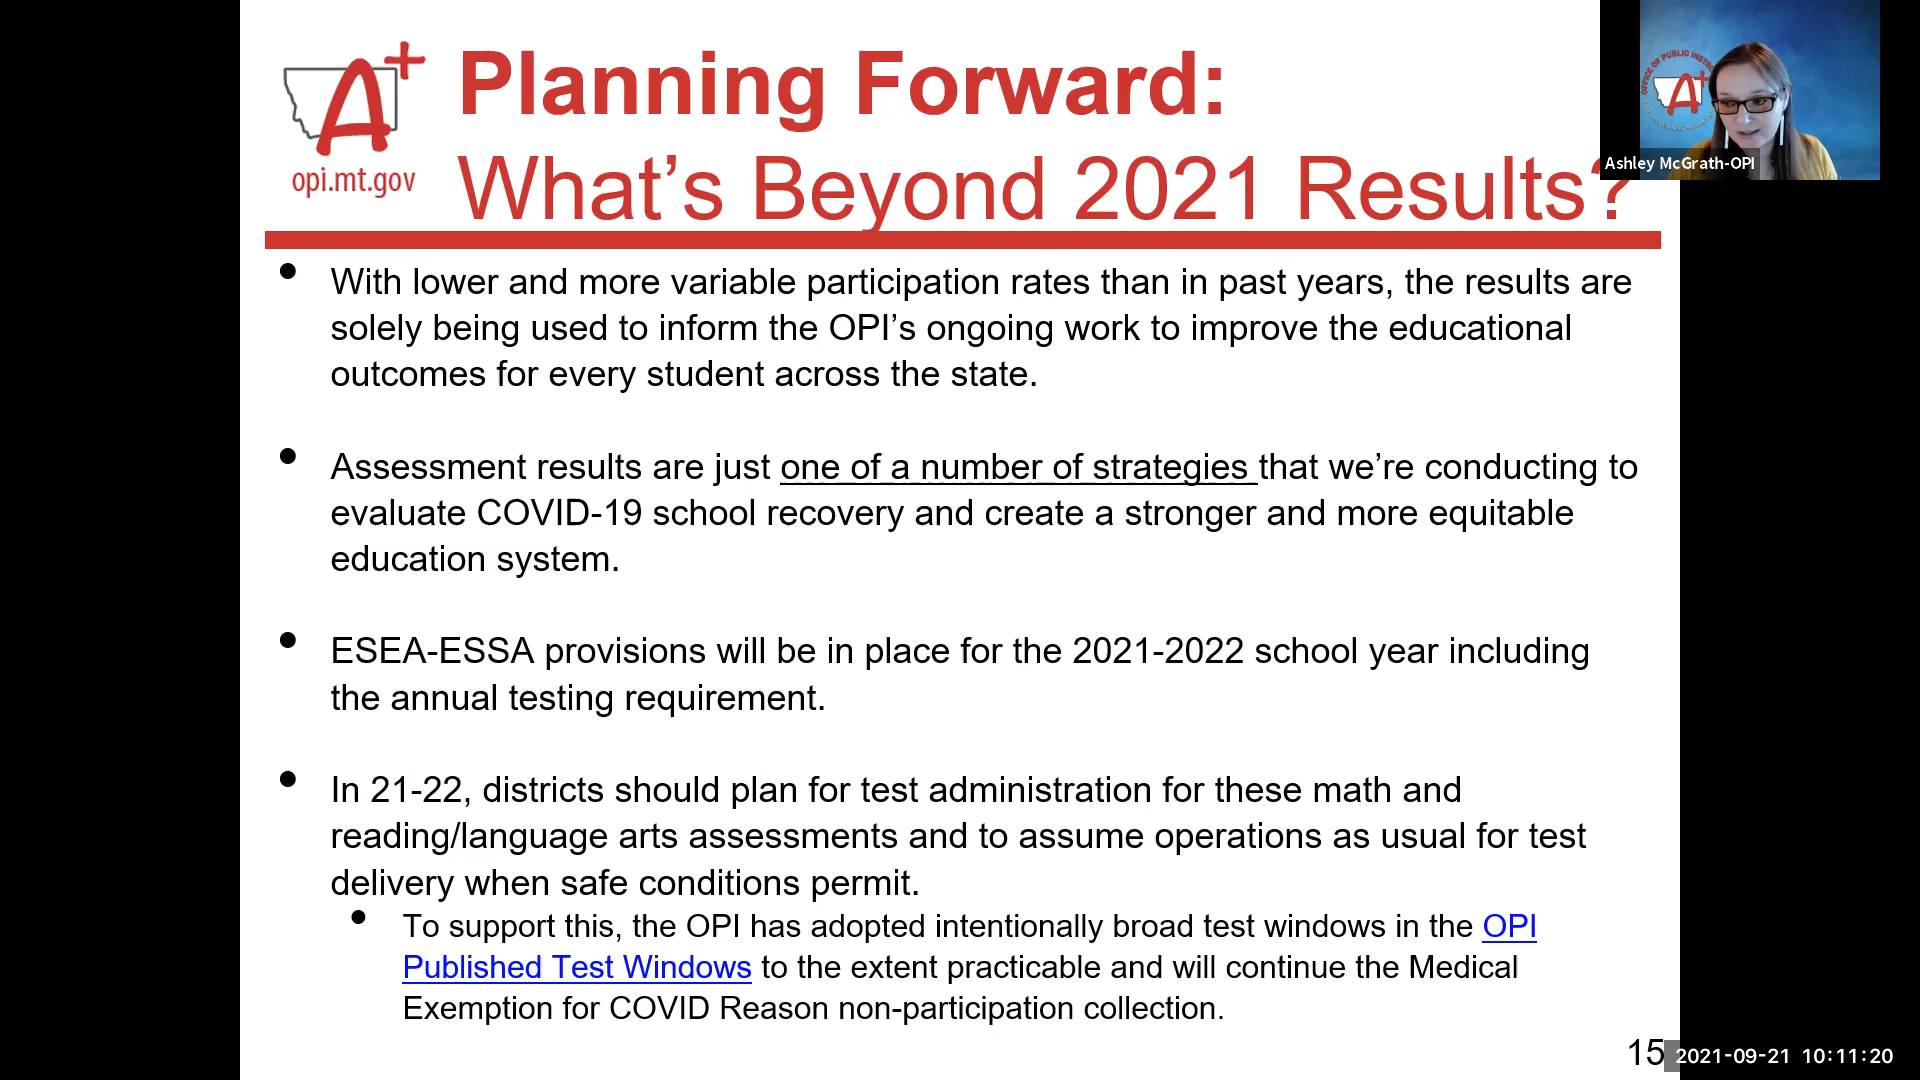 A+
opi.mt.gov
Planning Forward:
What's Beyond 2021 Results?
OFFICE OF PUBLIC INSTR
A+
Ashley McGrath-OPI
• With lower and more variable participation rates than in past years, the results are
solely being used to inform the OPI's ongoing work to improve the educational
outcomes for every student across the state.
• Assessment results are just one of a number of strategies that we're conducting to
evaluate COVID-19 school recovery and create a stronger and more equitable
education system.
• ESEA-ESSA provisions will be in place for the 2021-2022 school year including
the annual testing requirement.
• In 21-22, districts should plan for test administration for these math and
reading/language arts assessments and to assume operations as usual for test
delivery when safe conditions permit.
• To support this, the OPI has adopted intentionally broad test windows in the OPI
Published Test Windows to the extent practicable and will continue the Medical
Exemption for COVID Reason non-participation collection.
15
2021-09-21 10:11:20